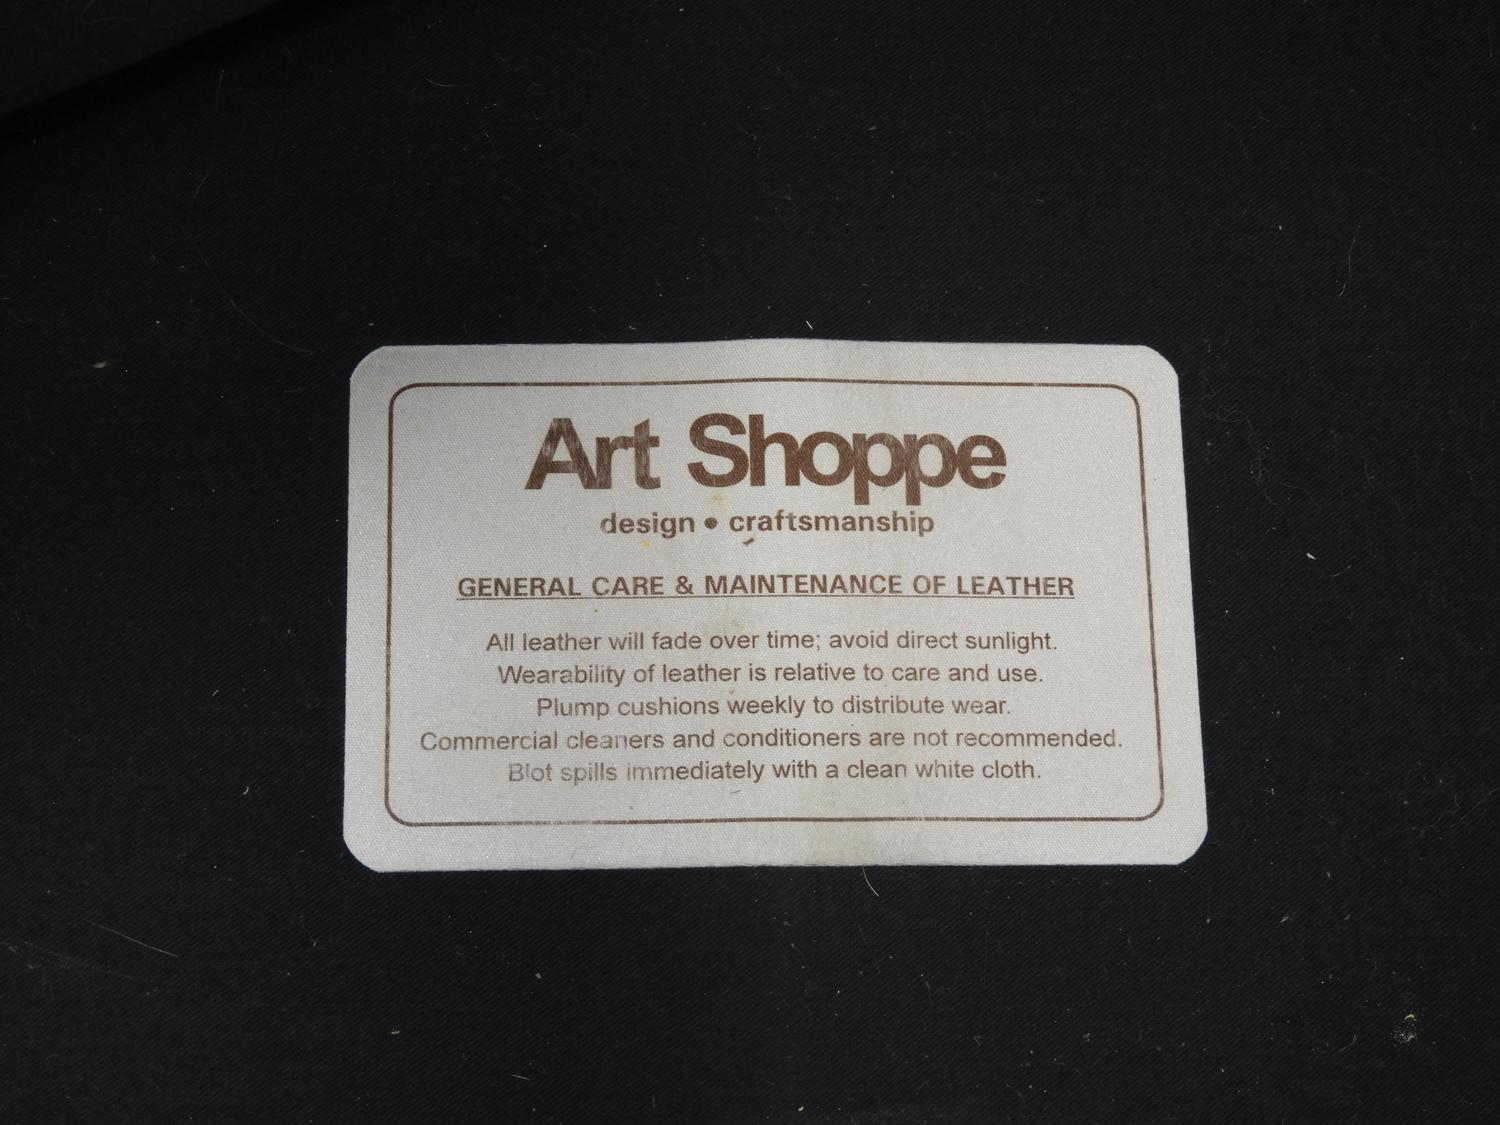 Art Shoppe
design • craftsmanship
GENERAL CARE & MAINTENANCE OF LEATHER
All leather will fade over time; avoid direct sunlight.
Wearability of leather is relative to care and use.
Plump cushions weekly to distribute wear.
Commercial cleaners and conditioners are not recommended.
Blot spills immediately with a clean white cloth.